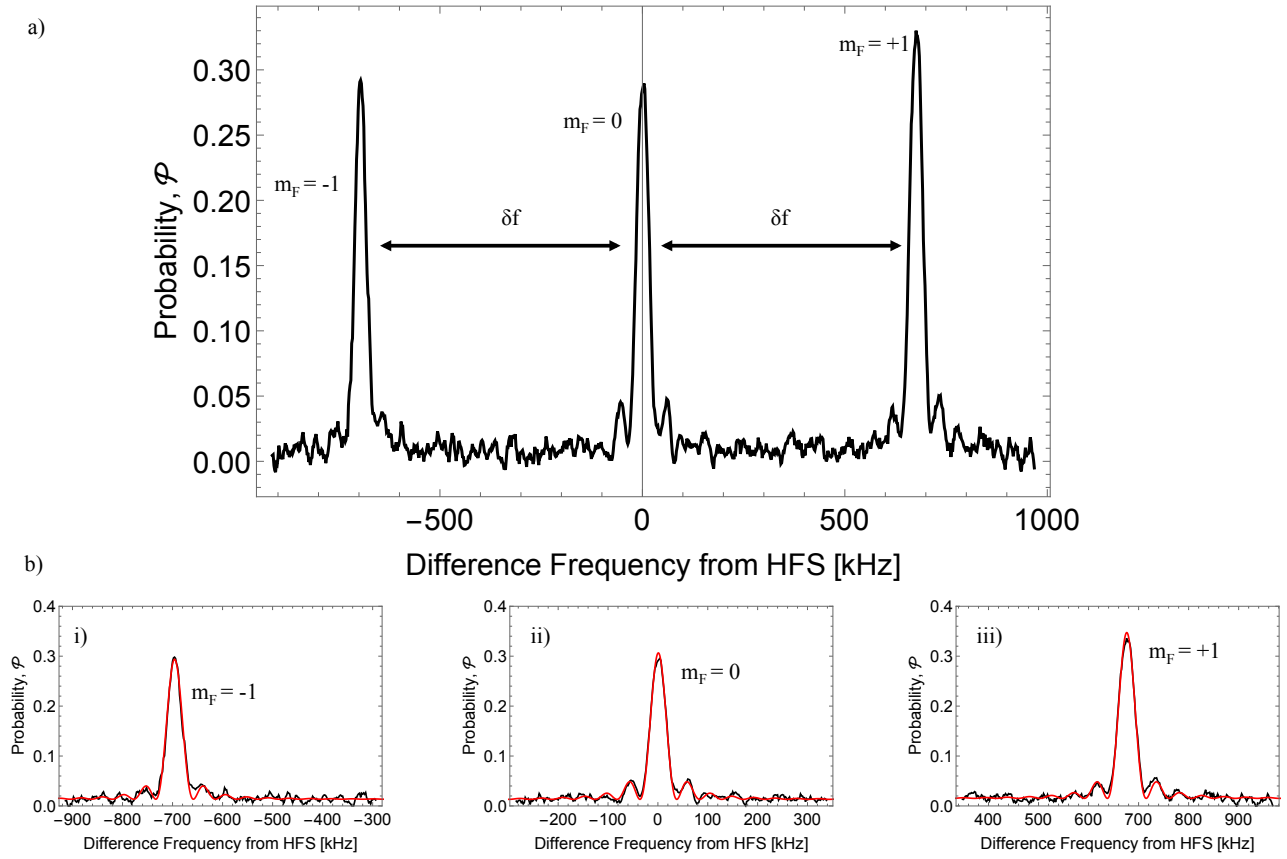 a)
m_F = -1
m_F = 0
m_F = +1
δf
δf
Probability, 𝒫
0.30
0.25
0.20
0.15
0.10
0.05
0.00
−500
0
500
1000
Difference Frequency from HFS [kHz]
b)
i)
m_F = -1
Probability, 𝒫
0.4
0.3
0.2
0.1
0.0
−900 −800 −700 −600 −500 −400 −300
Difference Frequency from HFS [kHz]
ii)
m_F = 0
Probability, 𝒫
0.4
0.3
0.2
0.1
0.0
−200 −100 0 100 200 300
Difference Frequency from HFS [kHz]
iii)
m_F = +1
Probability, 𝒫
0.4
0.3
0.2
0.1
0.0
400 500 600 700 800 900
Difference Frequency from HFS [kHz]